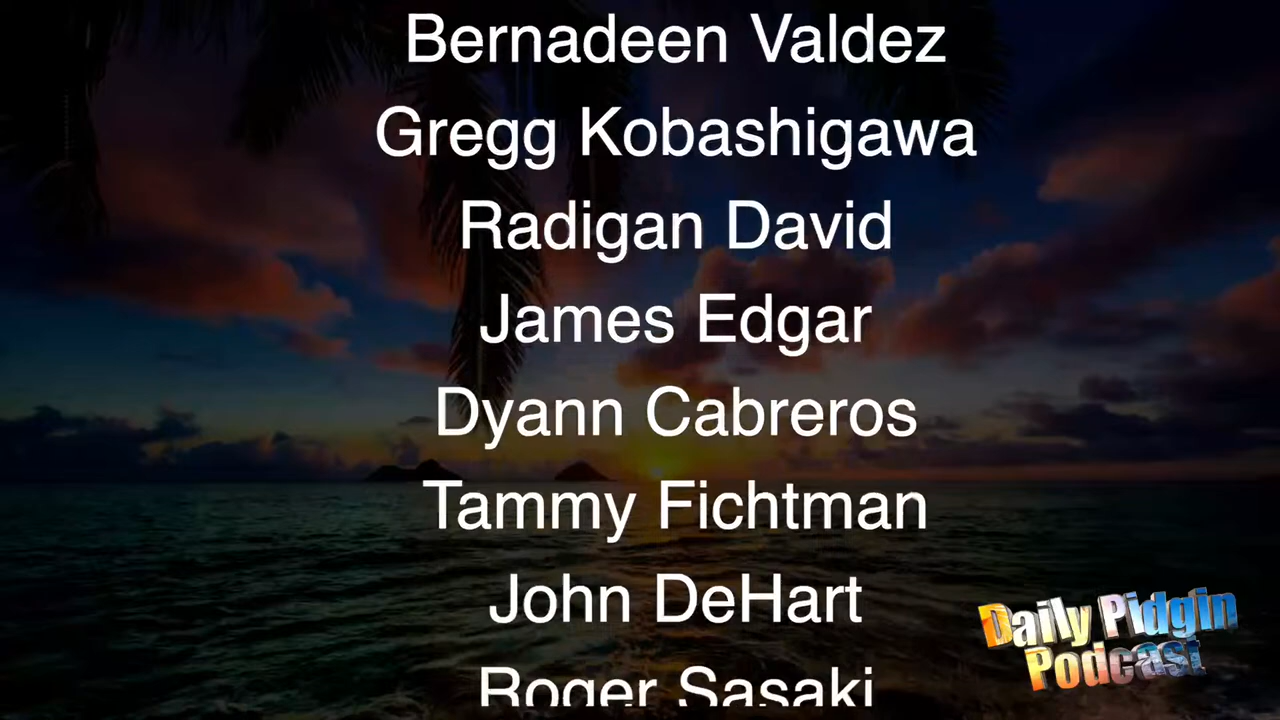 Bernadeen Valdez
Gregg Kobashigawa
Radigan David
James Edgar
Dyann Cabreros
Tammy Fichtman
John DeHart
Roger Sasaki
Daily Pidgin
Podcast